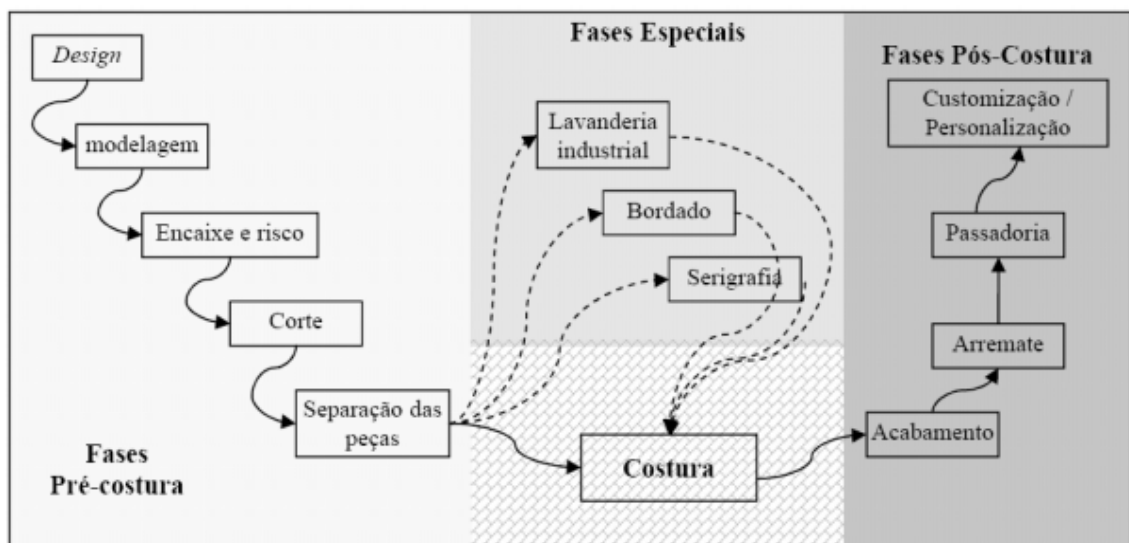 Design
modelagem
Encaixe e risco
Corte
Separação das
peças
Fases
Pré-costura
Fases Especiais
Lavanderia
industrial
Bordado
Serigrafia
Costura
Fases Pós-Costura
Customização /
Personalização
Passadoria
Arremate
Acabamento